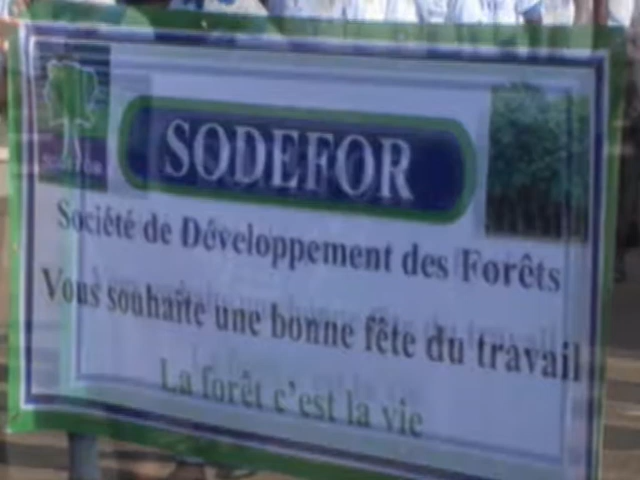 SODEFOR
Société de Développement des Forêts
Vous souhaite une bonne fête du travail
La forêt c'est la vie